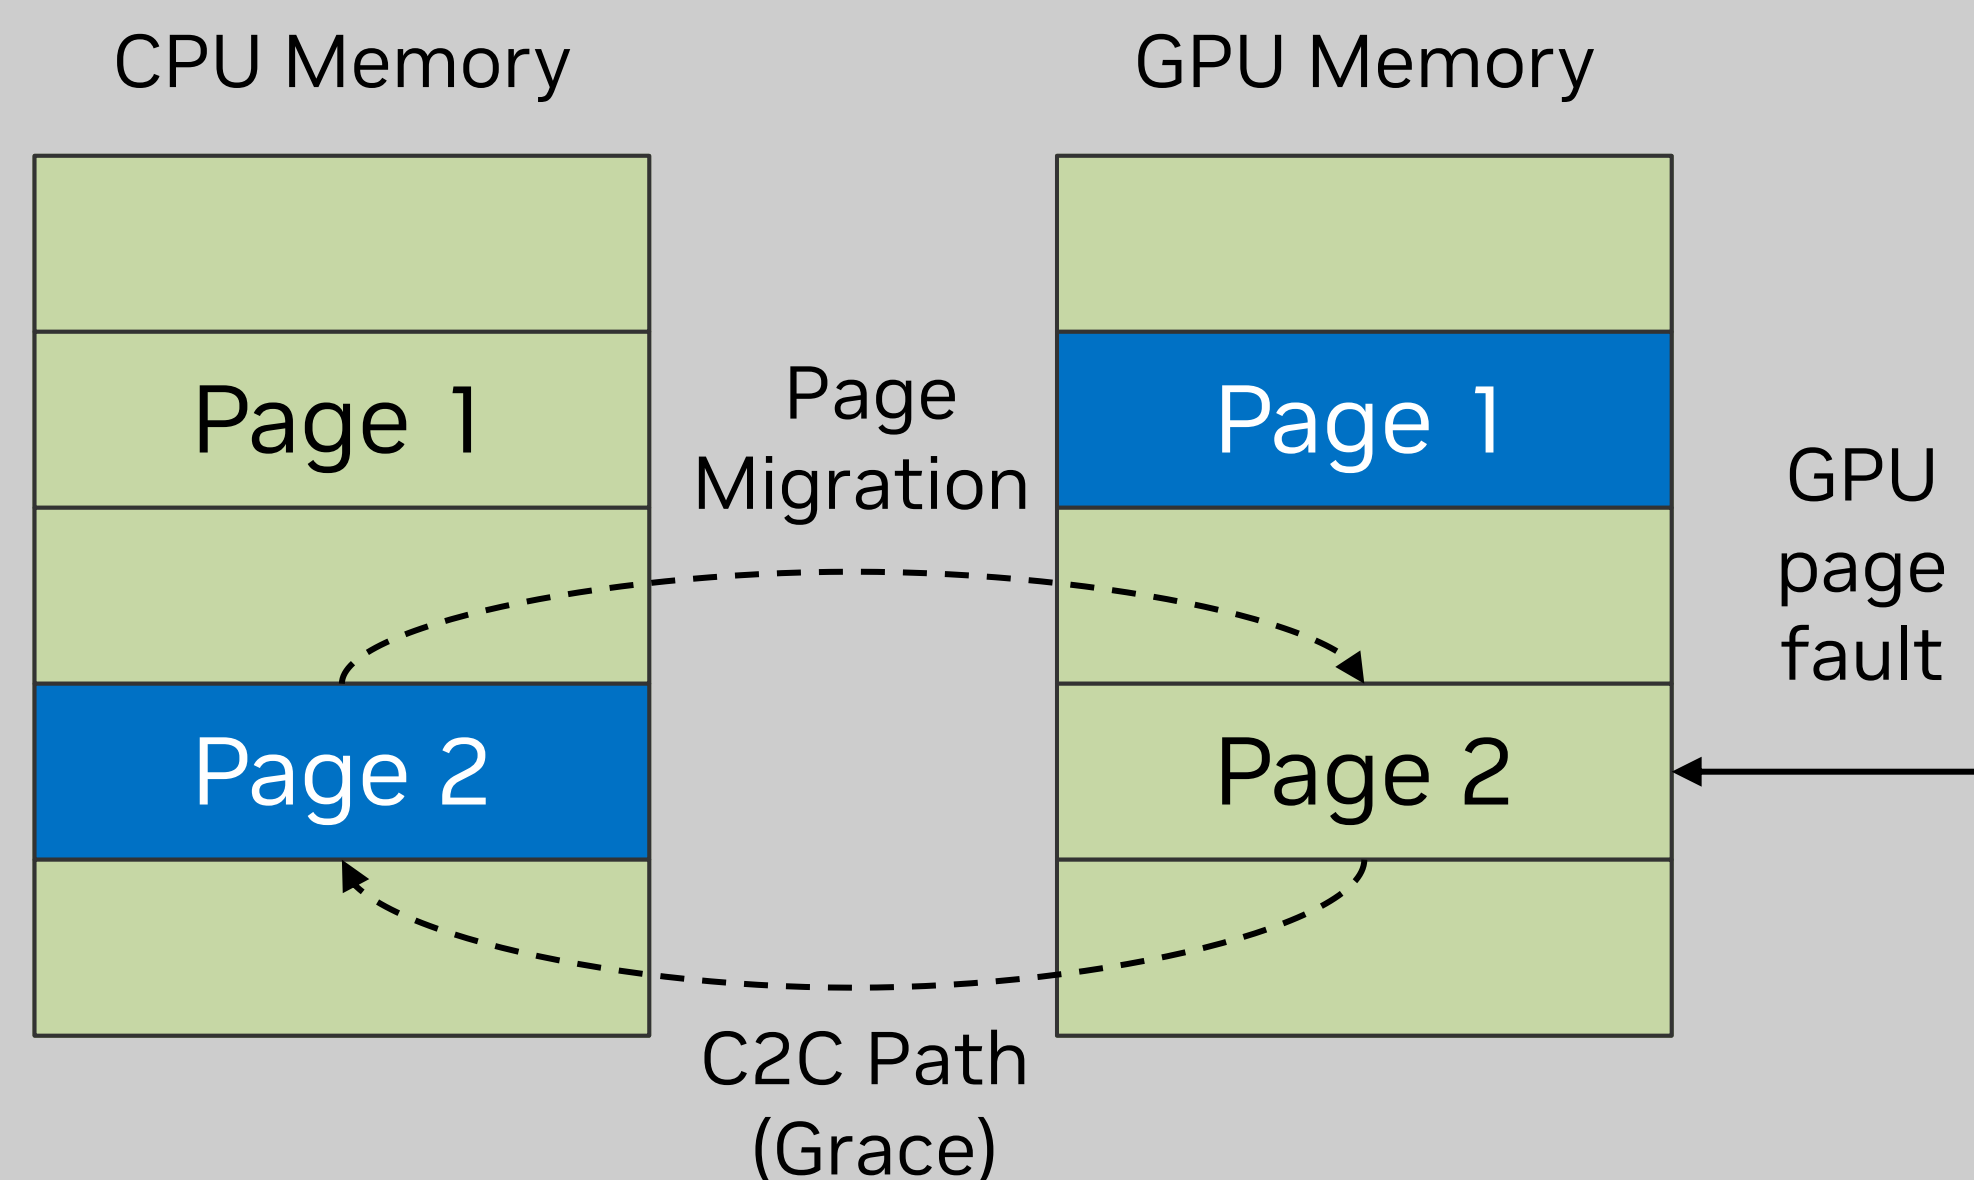 CPU Memory
GPU Memory
Page 1
Page
Migration
Page 1
GPU
page
fault
Page 2
Page 2
C2C Path
(Grace)